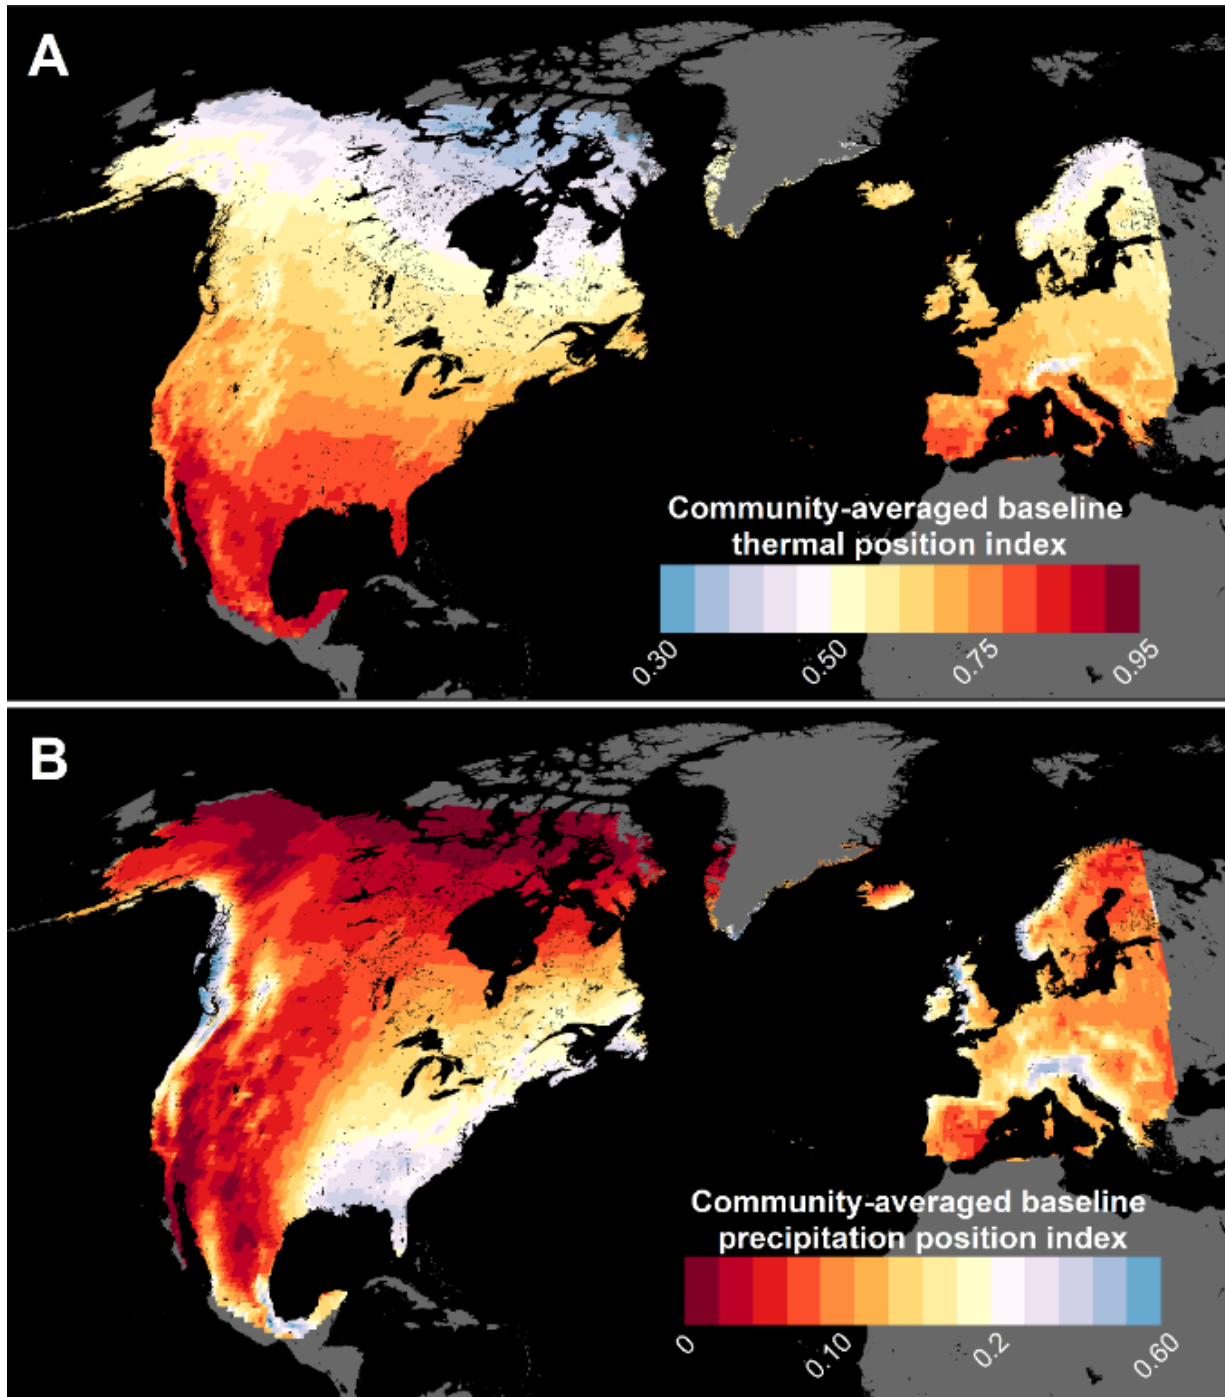 A
Community-averaged baseline
thermal position index
0.30
0.50
0.75
0.95
B
Community-averaged baseline
precipitation position index
0
0.10
0.2
0.60